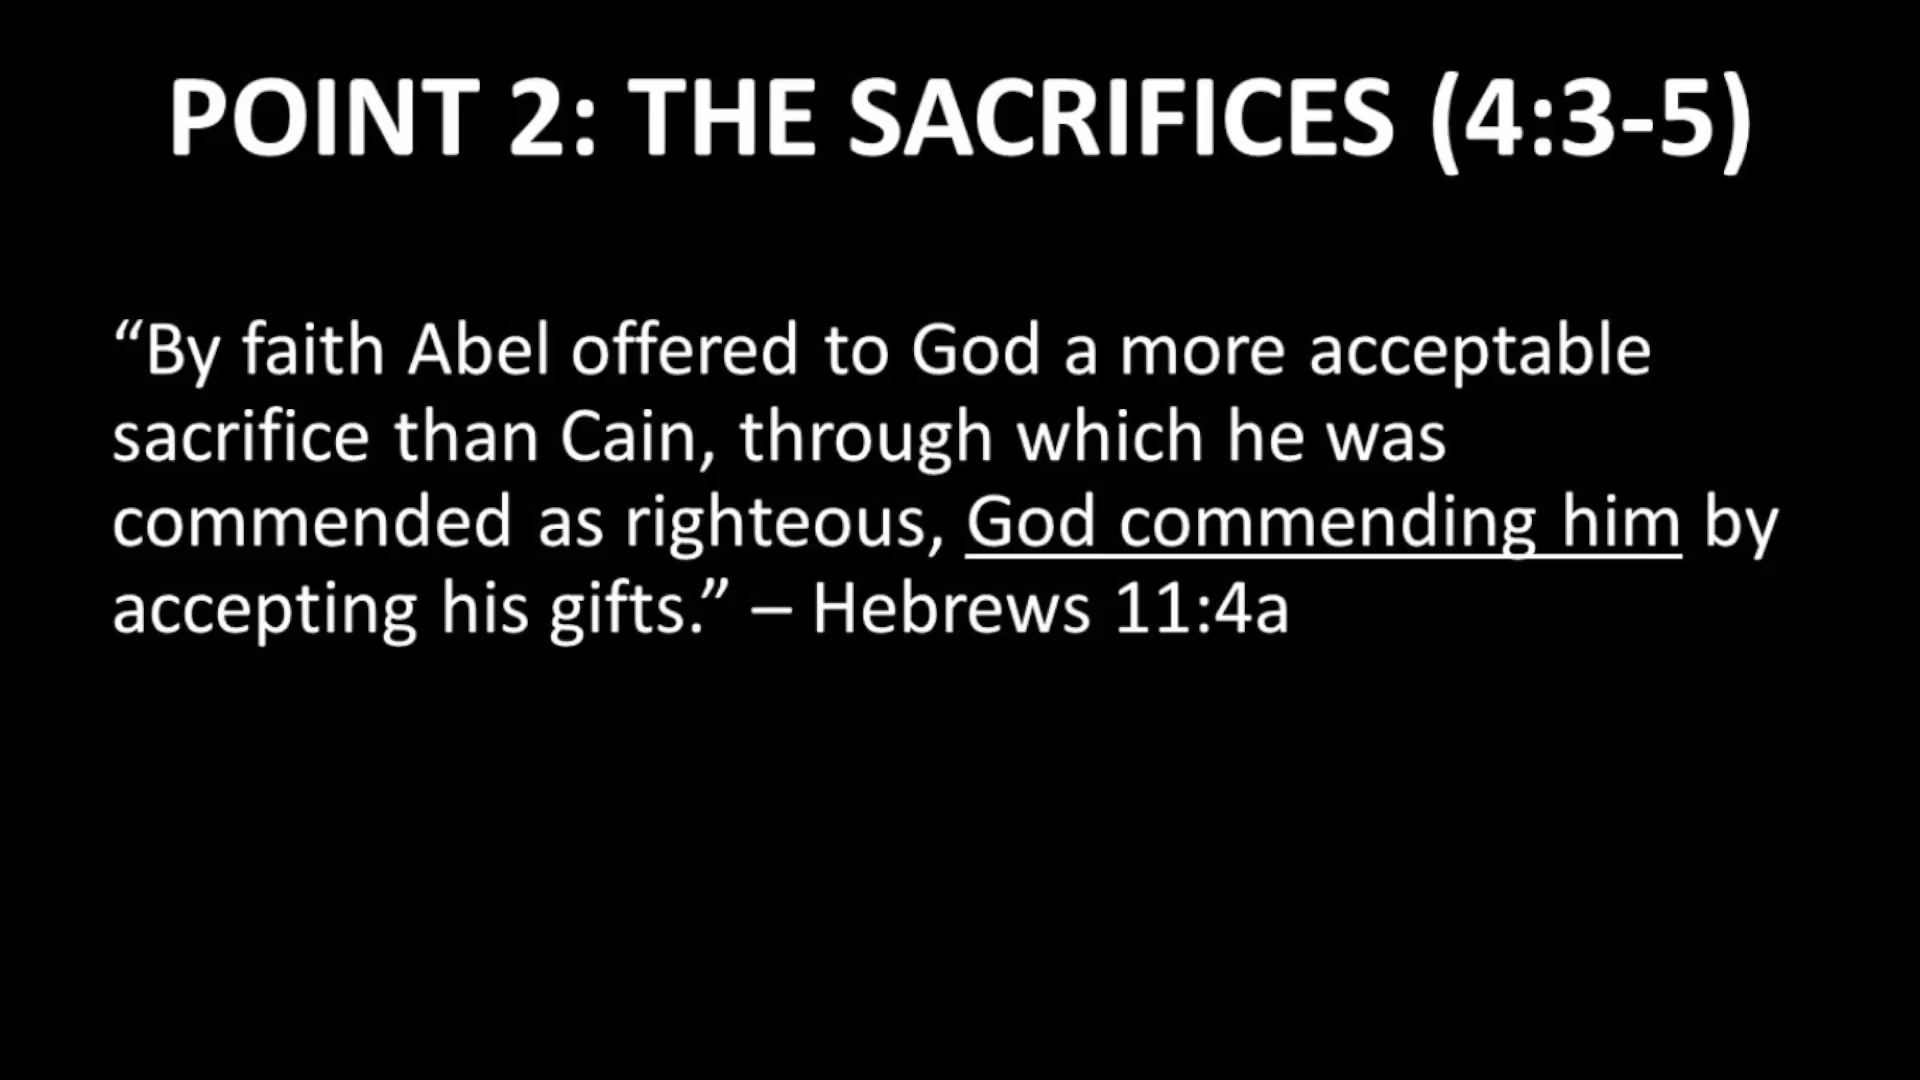 POINT 2: THE SACRIFICES (4:3-5)
“By faith Abel offered to God a more acceptable
sacrifice than Cain, through which he was
commended as righteous, God commending him by
accepting his gifts.” – Hebrews 11:4a